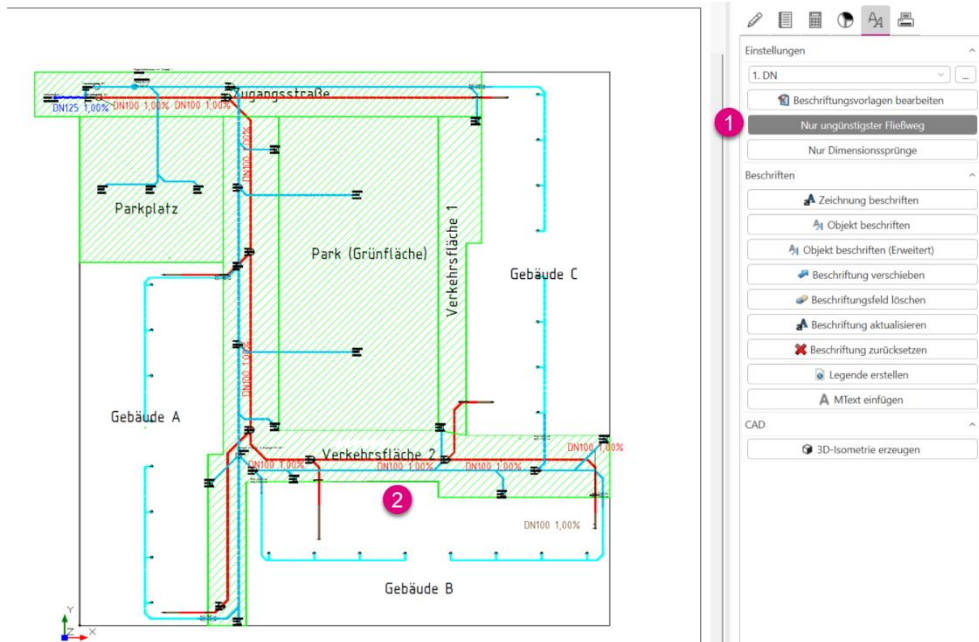 Einstellungen
1. DN
...
Beschriftungsvorlagen bearbeiten
1
Nur ungünstigster Fließweg
Nur Dimensionssprünge
Beschriften
Zeichnung beschriften
Objekt beschriften
Objekt beschriften (Erweitert)
Beschriftung verschieben
Beschriftungsfeld löschen
Beschriftung aktualisieren
Beschriftung zurücksetzen
Legende erstellen
MText einfügen
CAD
3D-Isometrie erzeugen
Zugangsstraße
DN125 1,00%
DN100 1,00%
DN100 1,00%
DN100 1,00%
Parkplatz
Park (Grünfläche)
Verkehrsfläche 1
Gebäude C
DN100 1,00%
Gebäude A
Verkehrsfläche 2
DN100 1,00%
DN100 1,00%
DN100 1,00%
DN100 1,00%
2
DN100 1,00%
Gebäude B
Y
Z
X